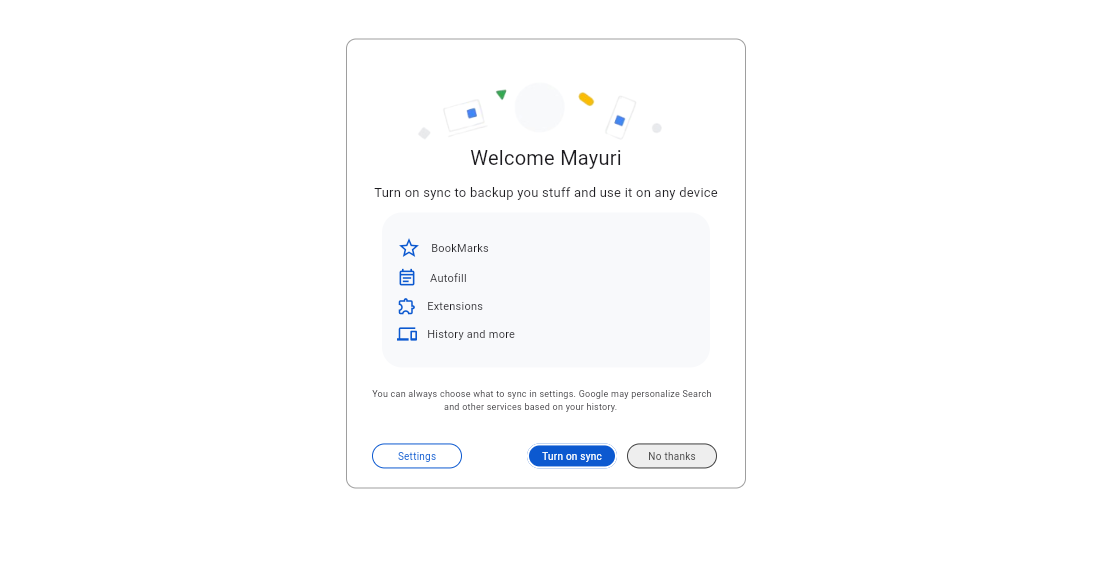 Welcome Mayuri
Turn on sync to backup you stuff and use it on any device
BookMarks
Autofill
Extensions
History and more
You can always choose what to sync in settings. Google may personalize Search
and other services based on your history.
Settings
Turn on sync
No thanks